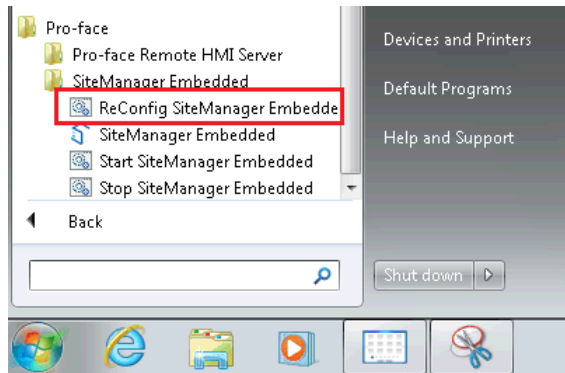 Pro-face
Pro-face Remote HMI Server
SiteManager Embedded
ReConfig SiteManager Embedde
SiteManager Embedded
Start SiteManager Embedded
Stop SiteManager Embedded
Back
Devices and Printers
Default Programs
Help and Support
Shut down